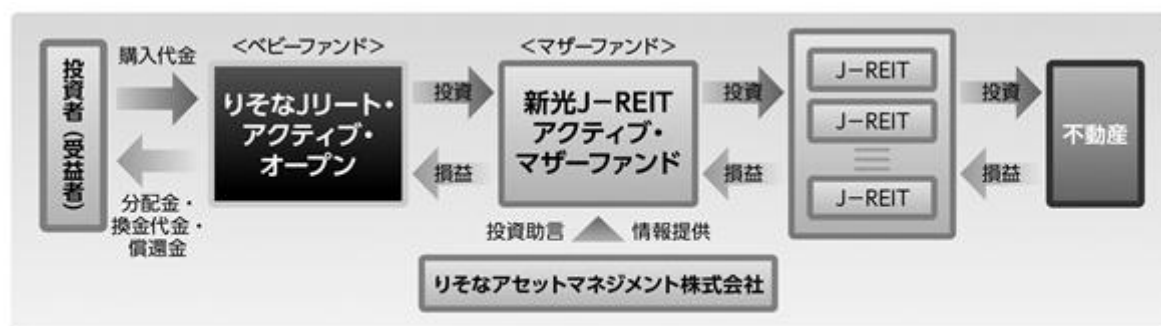 投資者（受益者）
購入代金
分配金・
換金代金・
償還金
＜ベビーファンド＞
りそなJリート・
アクティブ・
オープン
投資
損益
＜マザーファンド＞
新光J-REIT
アクティブ・
マザーファンド
投資助言
情報提供
りそなアセットマネジメント株式会社
投資
損益
J-REIT
J-REIT
J-REIT
投資
損益
不動産